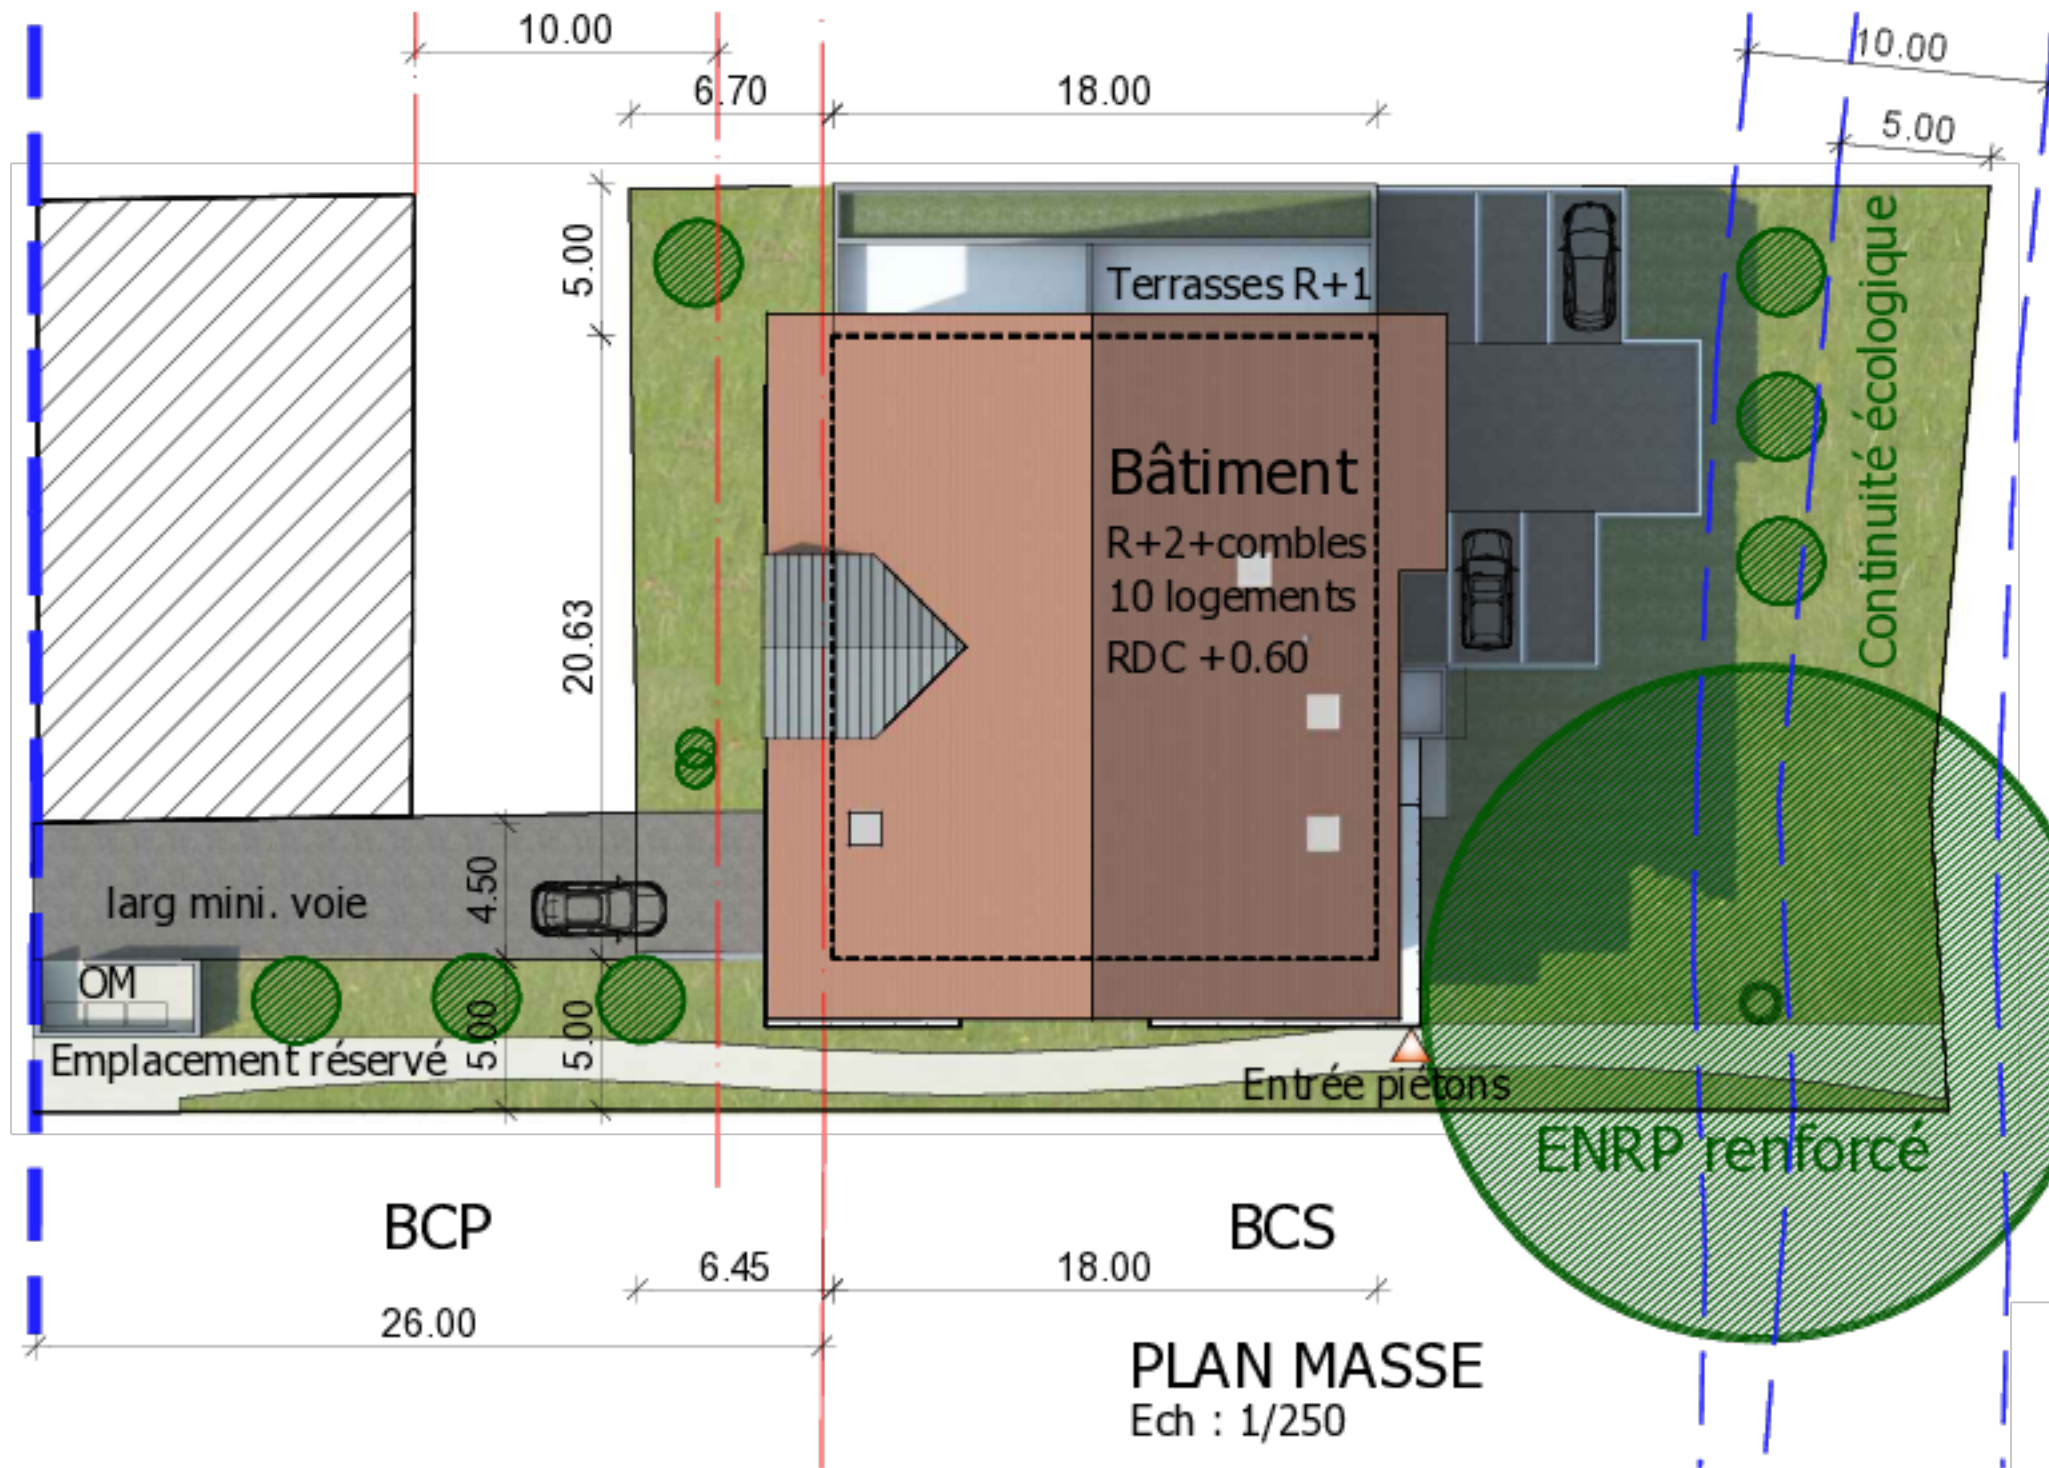 10.00
10.00
6.70
18.00
5.00
5.00
Terrasses R+1
Continuité écologique
Bâtiment
R+2+combles
10 logements
RDC +0.60
20.63
4.50
larg mini. voie
OM
5.00
5.00
Emplacement réservé
Entrée piétons
ENRP renforcé
BCP
BCS
6.45
18.00
26.00
PLAN MASSE
Ech : 1/250